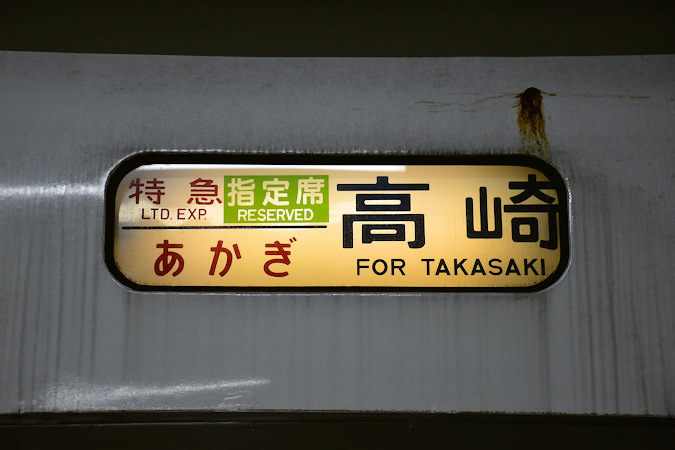 特急
LTD. EXP.
指定席
RESERVED
あかぎ
高崎
FOR TAKASAKI